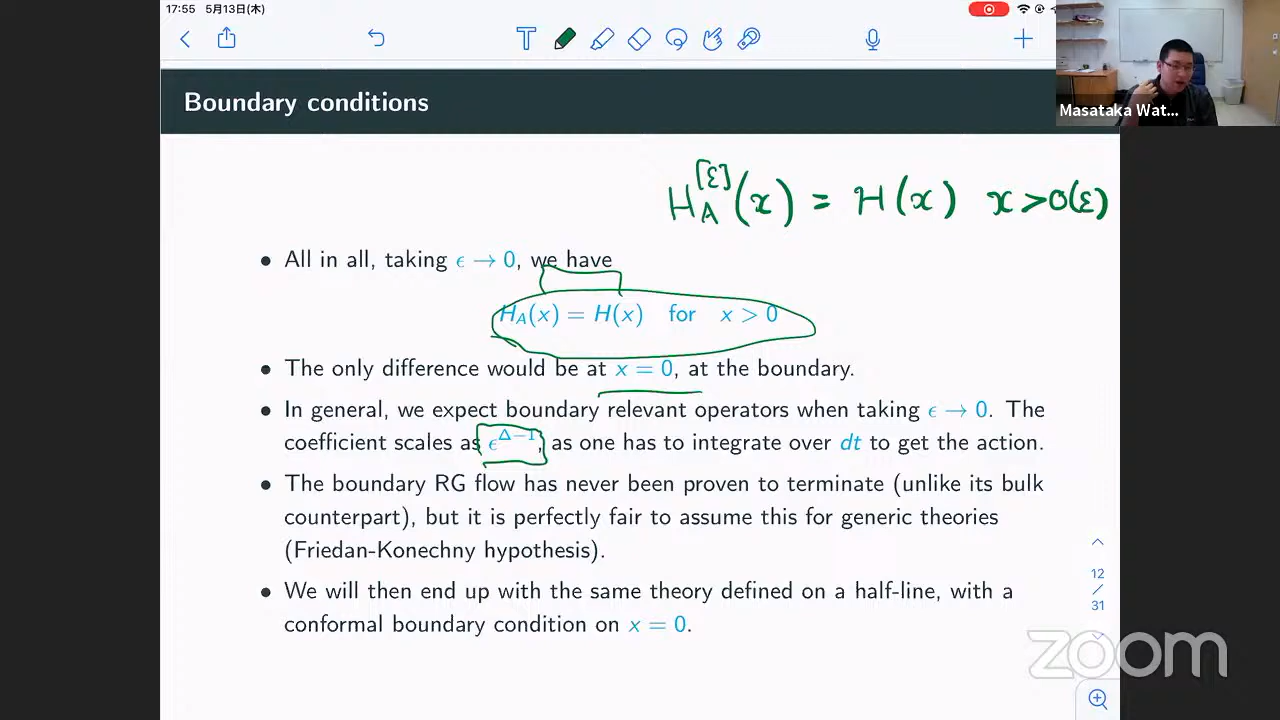 17:55 5月13日(木)
T
Masataka Wat...
Boundary conditions
H_A^{[ε]}(x) = H(x) x>O(ε)
• All in all, taking ϵ → 0, we have
H_A(x) = H(x) for x > 0
• The only difference would be at x = 0, at the boundary.
• In general, we expect boundary relevant operators when taking ϵ → 0. The
coefficient scales as ϵ^{Δ−1}, as one has to integrate over dt to get the action.
• The boundary RG flow has never been proven to terminate (unlike its bulk
counterpart), but it is perfectly fair to assume this for generic theories
(Friedan-Konechny hypothesis).
• We will then end up with the same theory defined on a half-line, with a
conformal boundary condition on x = 0.
12
/
31
zoom